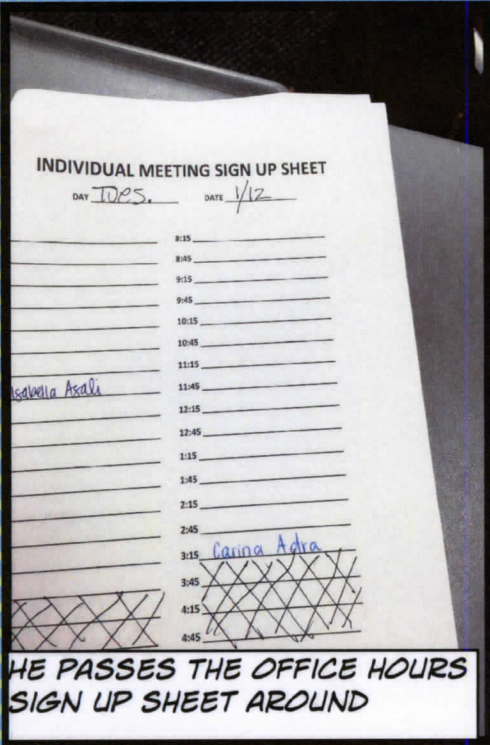 INDIVIDUAL MEETING SIGN UP SHEET
DAY Tues. DATE 1/12
8:15
8:45
9:15
9:45
10:15
10:45
11:15
Isabella Asali 11:45
12:15
12:45
1:15
1:45
2:15
2:45
3:15 Carina Adra
3:45
4:15
4:45
HE PASSES THE OFFICE HOURS
SIGN UP SHEET AROUND